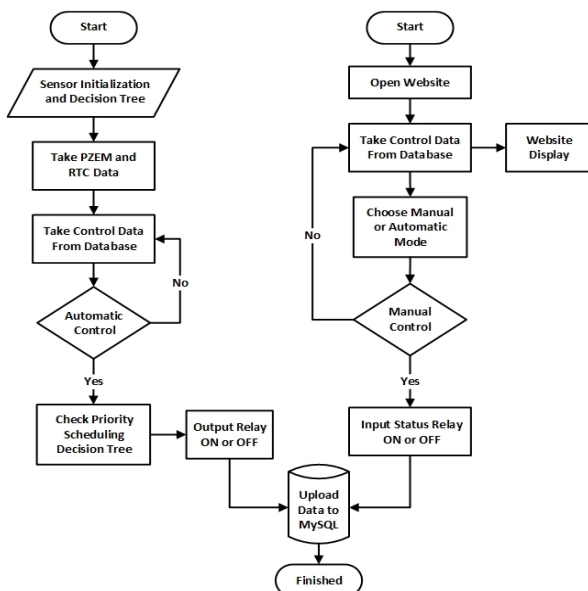 Start
Sensor Initialization
and Decision Tree
Take PZEM and
RTC Data
Take Control Data
From Database
No
Automatic
Control
Yes
Check Priority
Scheduling
Decision Tree
Output Relay
ON or OFF
Start
Open Website
Take Control Data
From Database
Website
Display
Choose Manual
or Automatic
Mode
No
Manual
Control
Yes
Input Status Relay
ON or OFF
Upload
Data to
MySQL
Finished